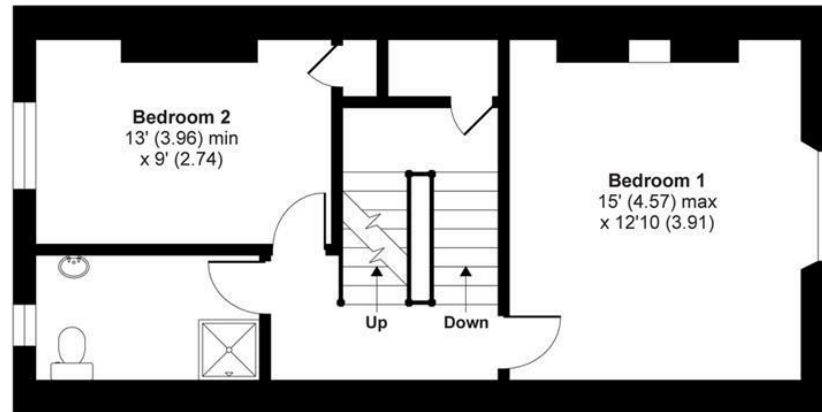 Bedroom 2
13' (3.96) min
x 9' (2.74)
Bedroom 1
15' (4.57) max
x 12'10 (3.91)
Up
Down